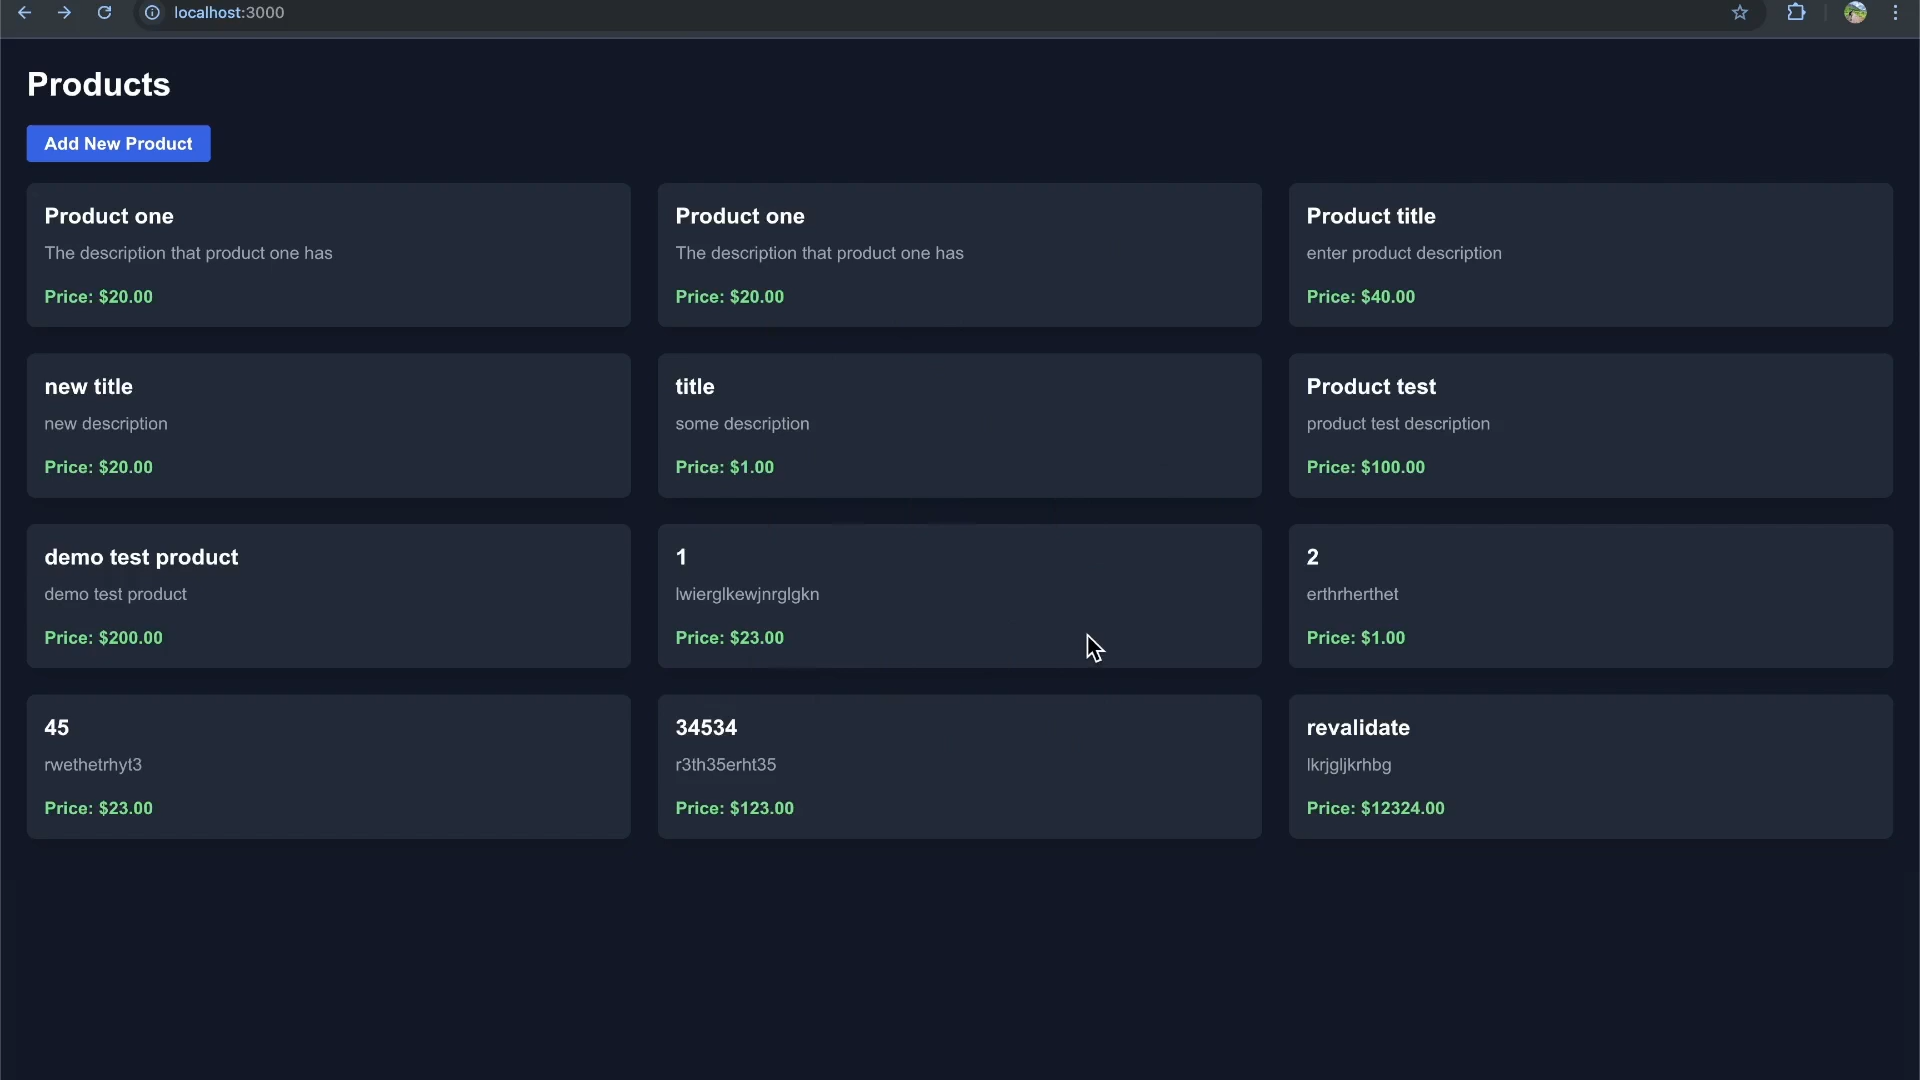 localhost:3000
Products
Add New Product
Product one
The description that product one has
Price: $20.00
Product one
The description that product one has
Price: $20.00
Product title
enter product description
Price: $40.00
new title
new description
Price: $20.00
title
some description
Price: $1.00
Product test
product test description
Price: $100.00
demo test product
demo test product
Price: $200.00
1
lwierglkewjnrglgkn
Price: $23.00
2
erthrherthet
Price: $1.00
45
rwethetrhyt3
Price: $23.00
34534
r3th35erht35
Price: $123.00
revalidate
lkrjgljkrhbg
Price: $12324.00